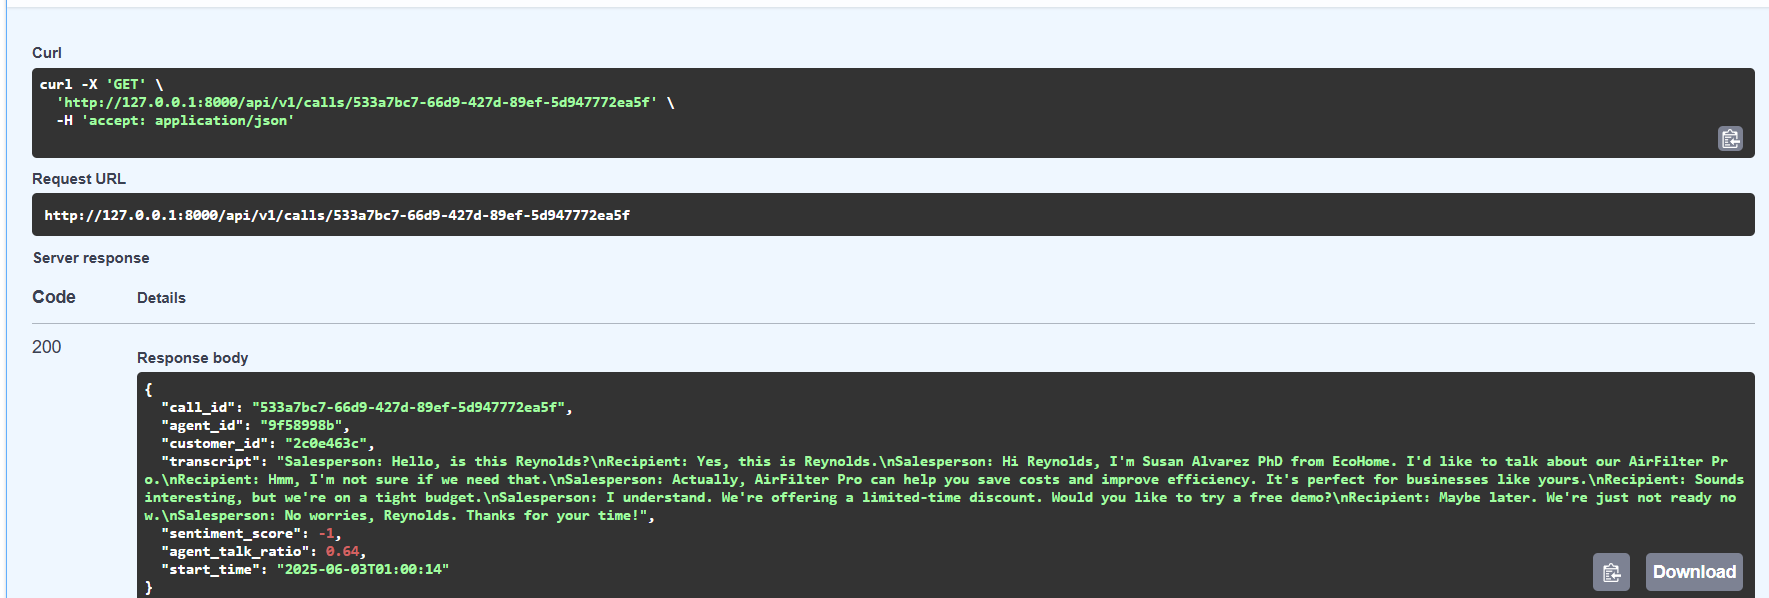 Curl
curl -X 'GET' \
  'http://127.0.0.1:8000/api/v1/calls/533a7bc7-66d9-427d-89ef-5d947772ea5f' \
  -H 'accept: application/json'
Request URL
http://127.0.0.1:8000/api/v1/calls/533a7bc7-66d9-427d-89ef-5d947772ea5f
Server response
Code Details
200
Response body
{
  "call_id": "533a7bc7-66d9-427d-89ef-5d947772ea5f",
  "agent_id": "9f58998b",
  "customer_id": "2c0e463c",
  "transcript": "Salesperson: Hello, is this Reynolds?\nRecipient: Yes, this is Reynolds.\nSalesperson: Hi Reynolds, I'm Susan Alvarez PhD from EcoHome. I'd like to talk about our AirFilter Pr
o.\nRecipient: Hmm, I'm not sure if we need that.\nSalesperson: Actually, AirFilter Pro can help you save costs and improve efficiency. It's perfect for businesses like yours.\nRecipient: Sounds
interesting, but we're on a tight budget.\nSalesperson: I understand. We're offering a limited-time discount. Would you like to try a free demo?\nRecipient: Maybe later. We're just not ready no
w.\nSalesperson: No worries, Reynolds. Thanks for your time!",
  "sentiment_score": -1,
  "agent_talk_ratio": 0.64,
  "start_time": "2025-06-03T01:00:14"
}
Download